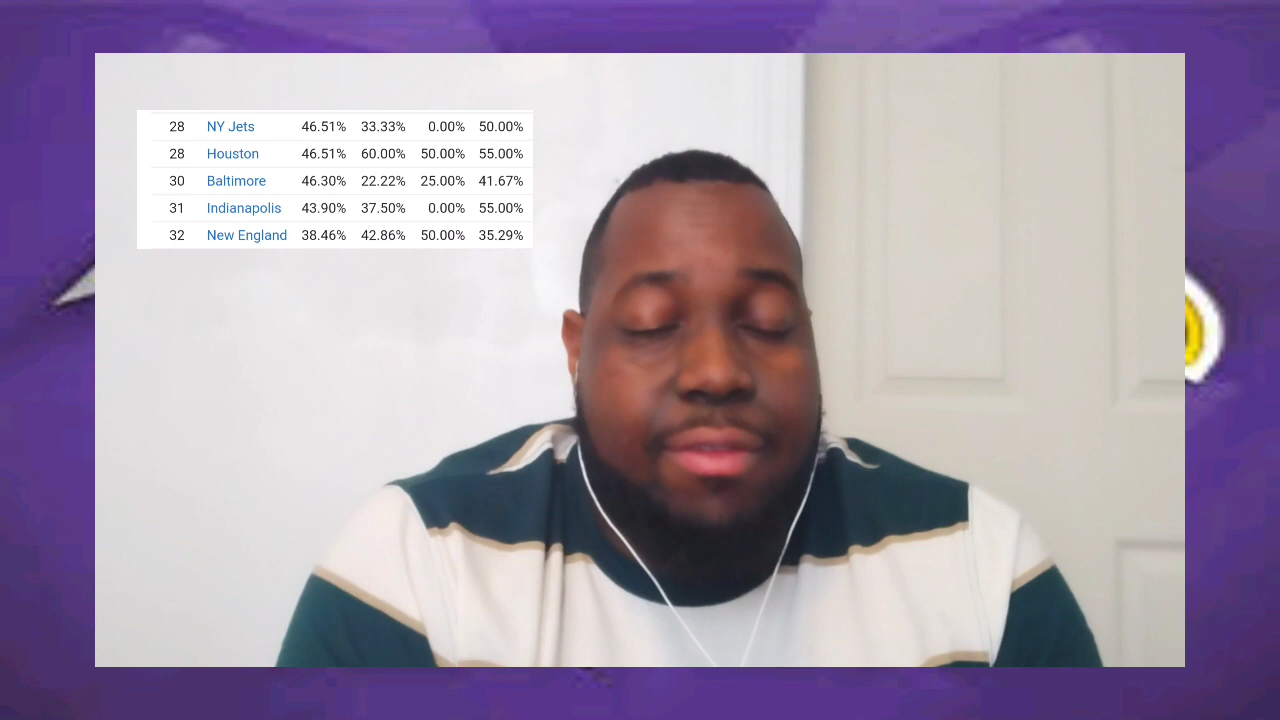 28 NY Jets 46.51% 33.33% 0.00% 50.00%
28 Houston 46.51% 60.00% 50.00% 55.00%
30 Baltimore 46.30% 22.22% 25.00% 41.67%
31 Indianapolis 43.90% 37.50% 0.00% 55.00%
32 New England 38.46% 42.86% 50.00% 35.29%